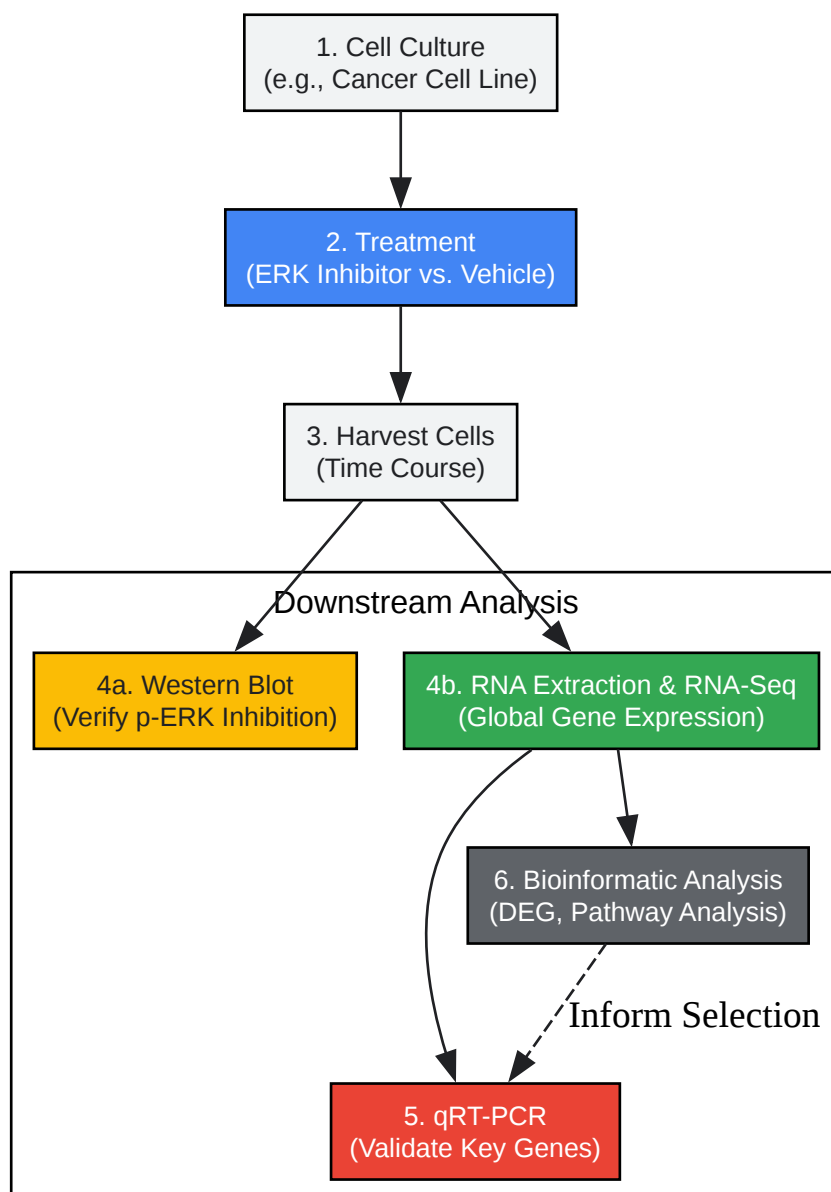 1. Cell Culture
(e.g., Cancer Cell Line)
2. Treatment
(ERK Inhibitor vs. Vehicle)
3. Harvest Cells
(Time Course)
Downstream Analysis
4a. Western Blot
(Verify p-ERK Inhibition)
4b. RNA Extraction & RNA-Seq
(Global Gene Expression)
6. Bioinformatic Analysis
(DEG, Pathway Analysis)
Inform Selection
5. qRT-PCR
(Validate Key Genes)